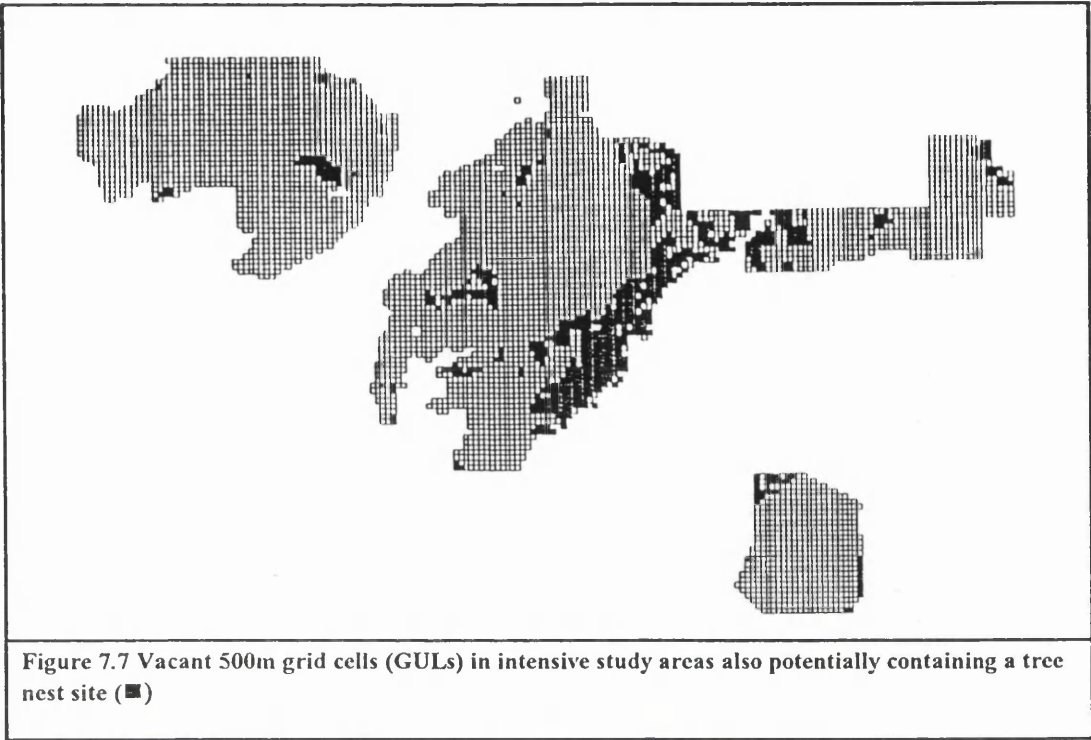 Figure 7.7 Vacant 500m grid cells (GULs) in intensive study areas also potentially containing a tree
nest site (■)